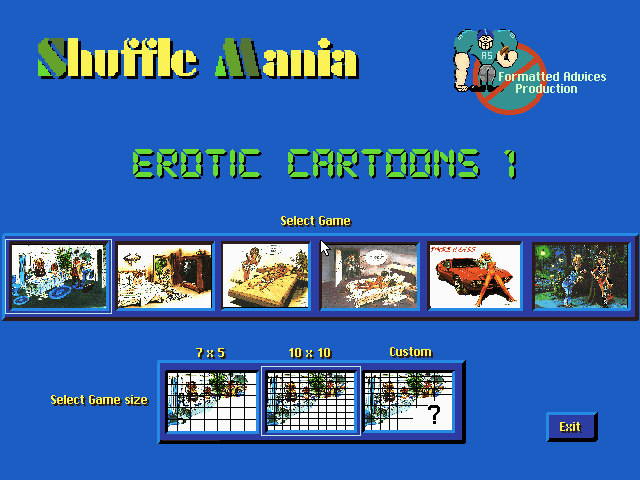 Shuffle Mania
AS
Formatted Advices
Production
EROTIC CARTOONS 1
Select Game
7 x 5
10 x 10
Custom
Select Game size
?
Exit